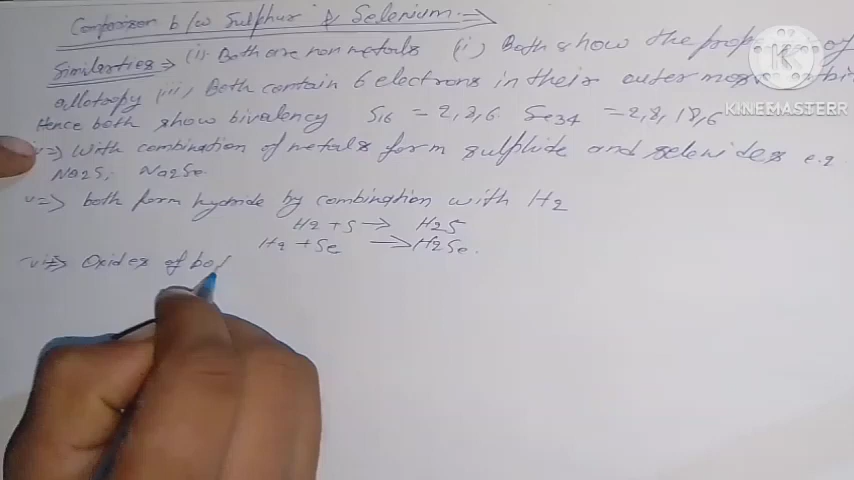 Comparison b/w Sulphur & Selenium :⇒
Similarties ⇒ (i) Both are non metals (i) Both show the prop of
allotropy (iii) Both contain 6 electrons in their outer most
Hence both show bivalency S16 = 2,8,6 Se34 = 2,8,18,6
⇒ With combination of metals form sulphide and selenides e.g.
Na2S, Na2Se.
v⇒ both form hydride by combination with H2
H2 + S → H2S
H2 + Se → H2Se.
vi⇒ Oxides of bo
KINEMASTER